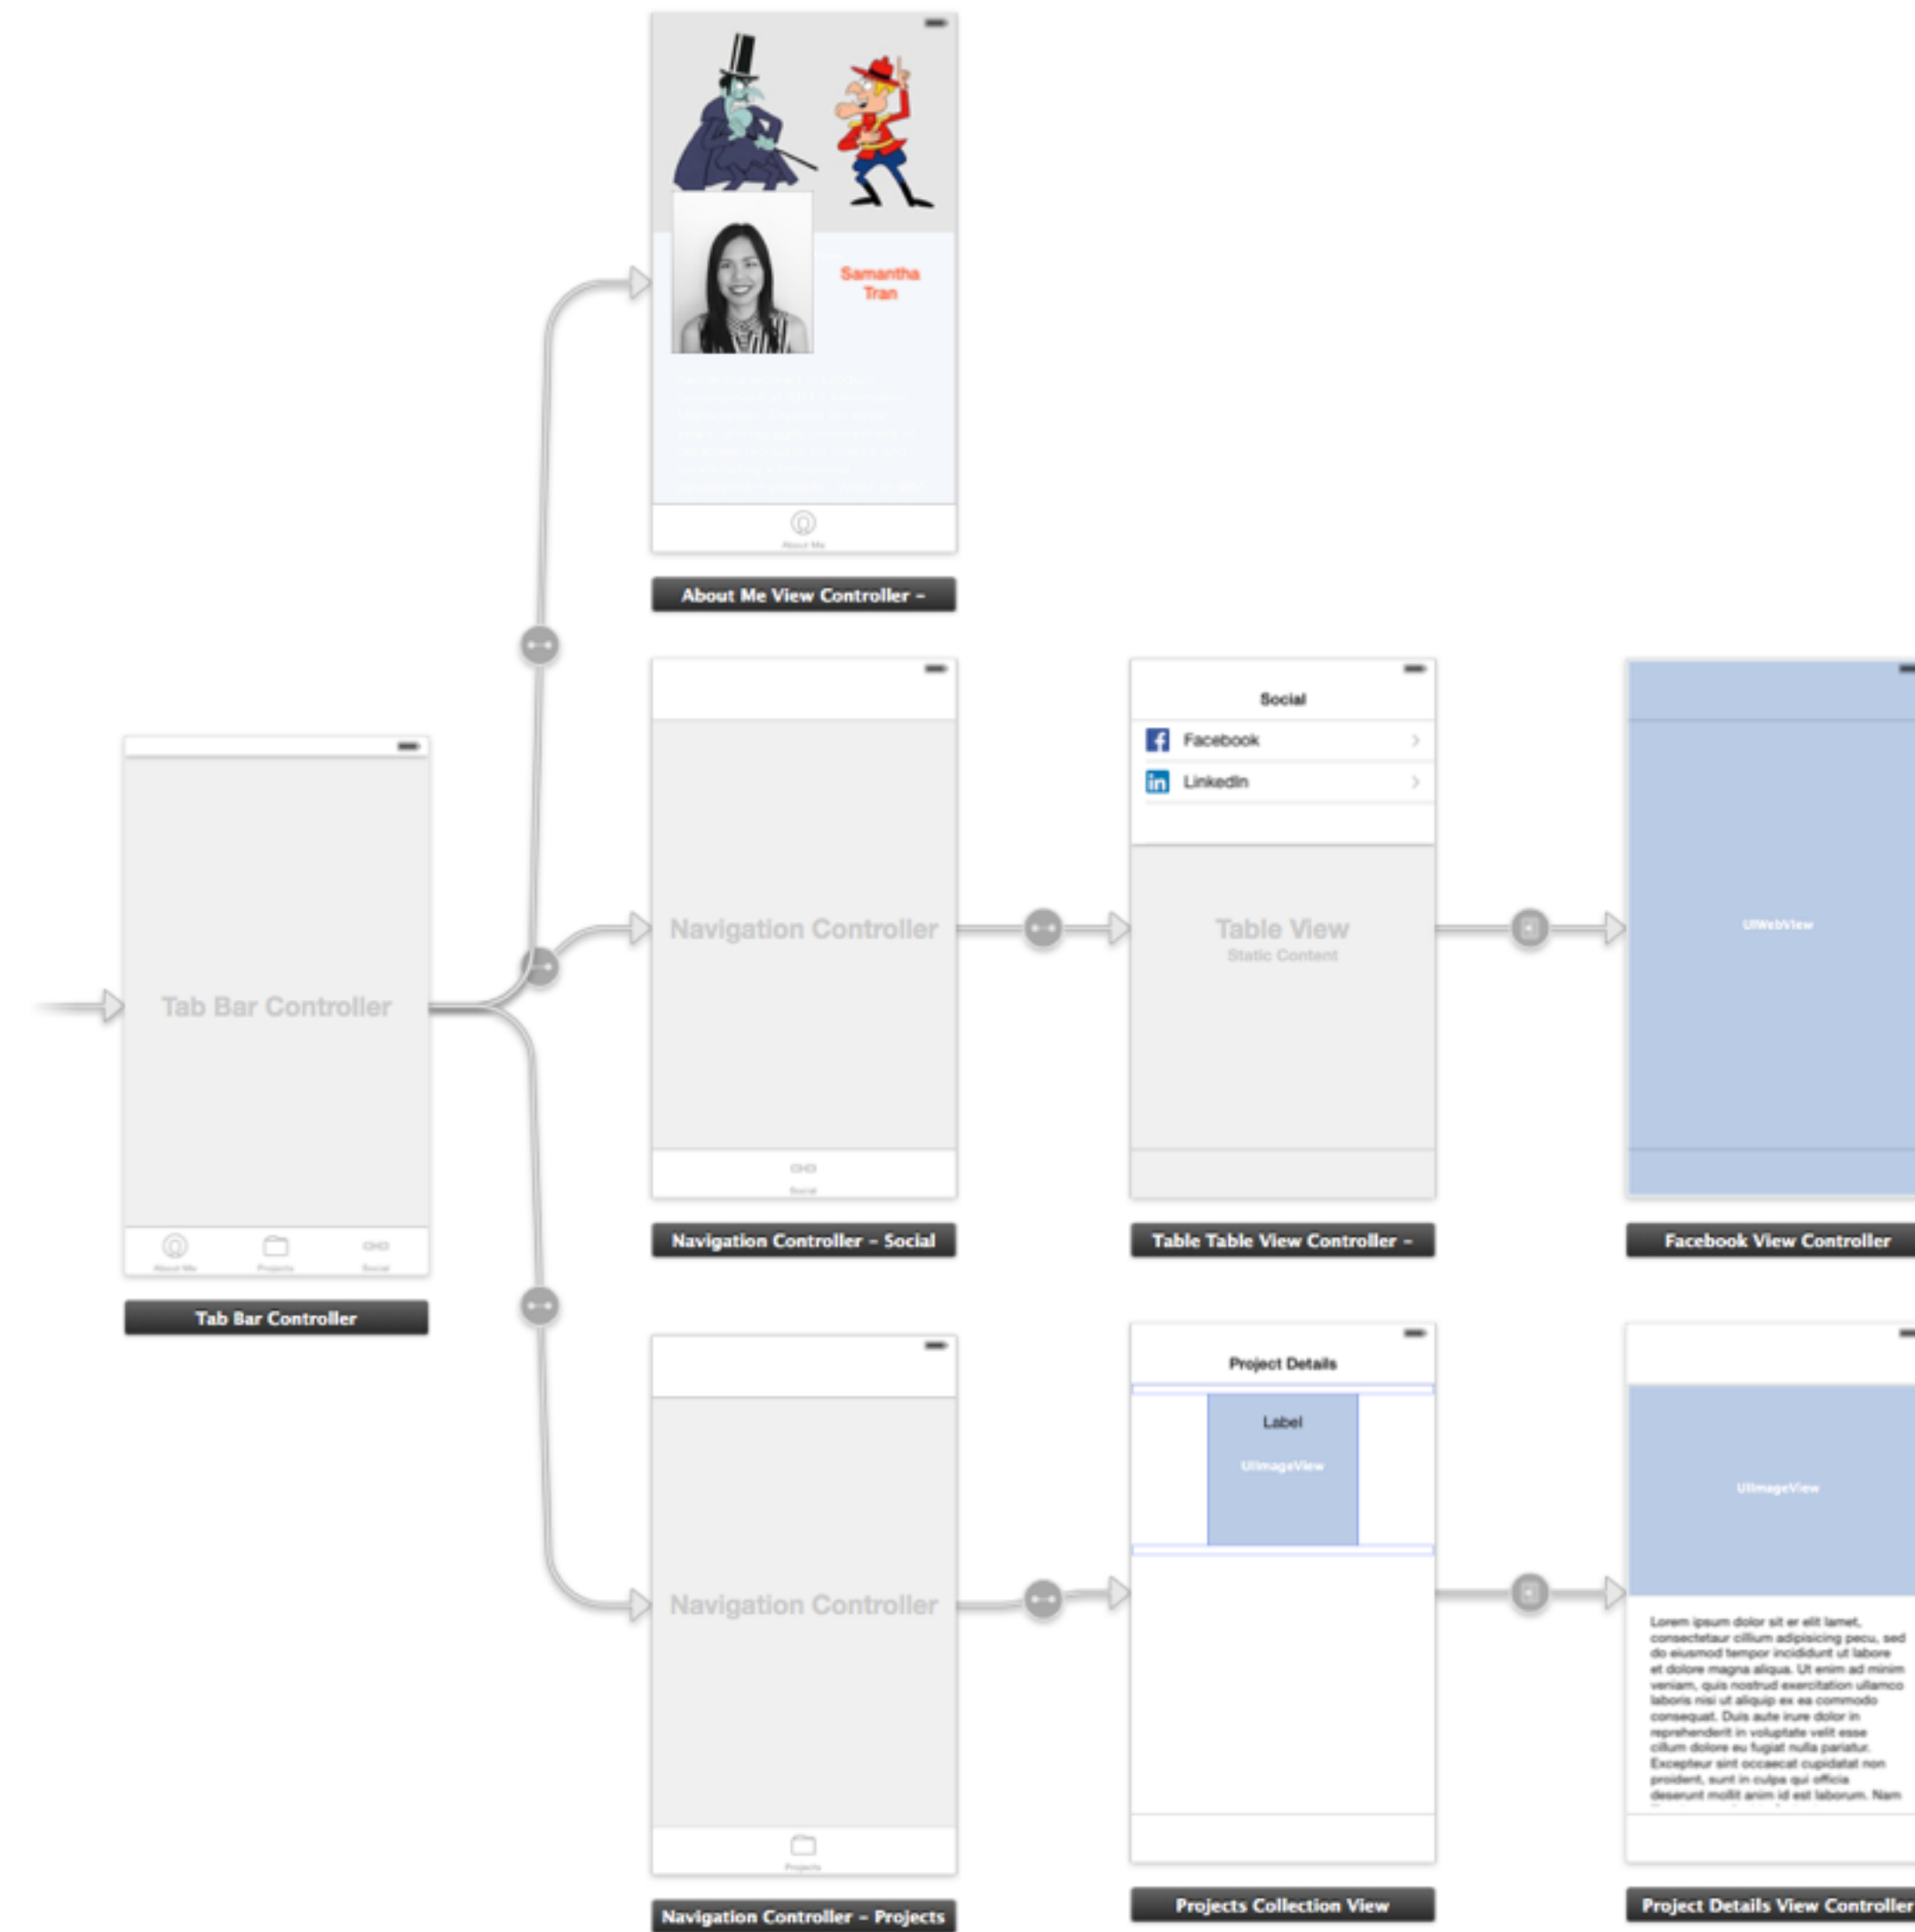 Samantha
Tran
About Me
About Me View Controller –
Tab Bar Controller
About Me
Projects
Social
Tab Bar Controller
Navigation Controller
Social
Navigation Controller – Social
Social
Facebook
LinkedIn
Table View
Static Content
Table Table View Controller –
UIWebView
Facebook View Controller
Navigation Controller
Projects
Navigation Controller – Projects
Project Details
Label
UIImageView
Projects Collection View
UIImageView
Lorem ipsum dolor sit er elit lamet,
consectetaur cillium adipisicing pecu, sed
do eiusmod tempor incididunt ut labore
et dolore magna aliqua. Ut enim ad minim
veniam, quis nostrud exercitation ullamco
laboris nisi ut aliquip ex ea commodo
consequat. Duis aute irure dolor in
reprehenderit in voluptate velit esse
cillum dolore eu fugiat nulla pariatur.
Excepteur sint occaecat cupidatat non
proident, sunt in culpa qui officia
deserunt mollit anim id est laborum. Nam
Project Details View Controller